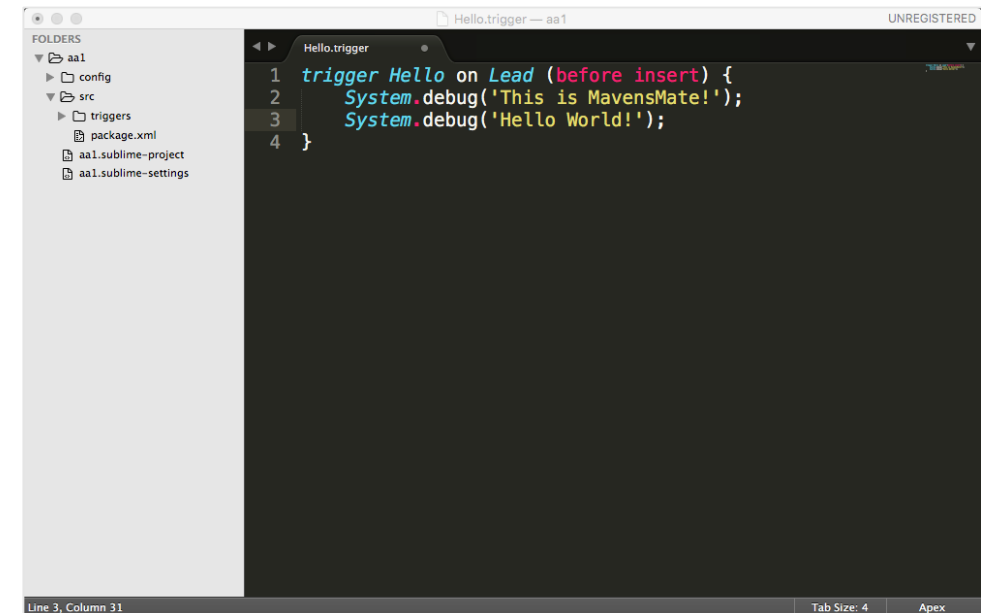 Hello.trigger — aa1
UNREGISTERED
FOLDERS
aa1
config
src
triggers
package.xml
aa1.sublime-project
aa1.sublime-settings
Hello.trigger
1 trigger Hello on Lead (before insert) {
2 System.debug('This is MavensMate!');
3 System.debug('Hello World!');
4 }
Line 3, Column 31
Tab Size: 4
Apex